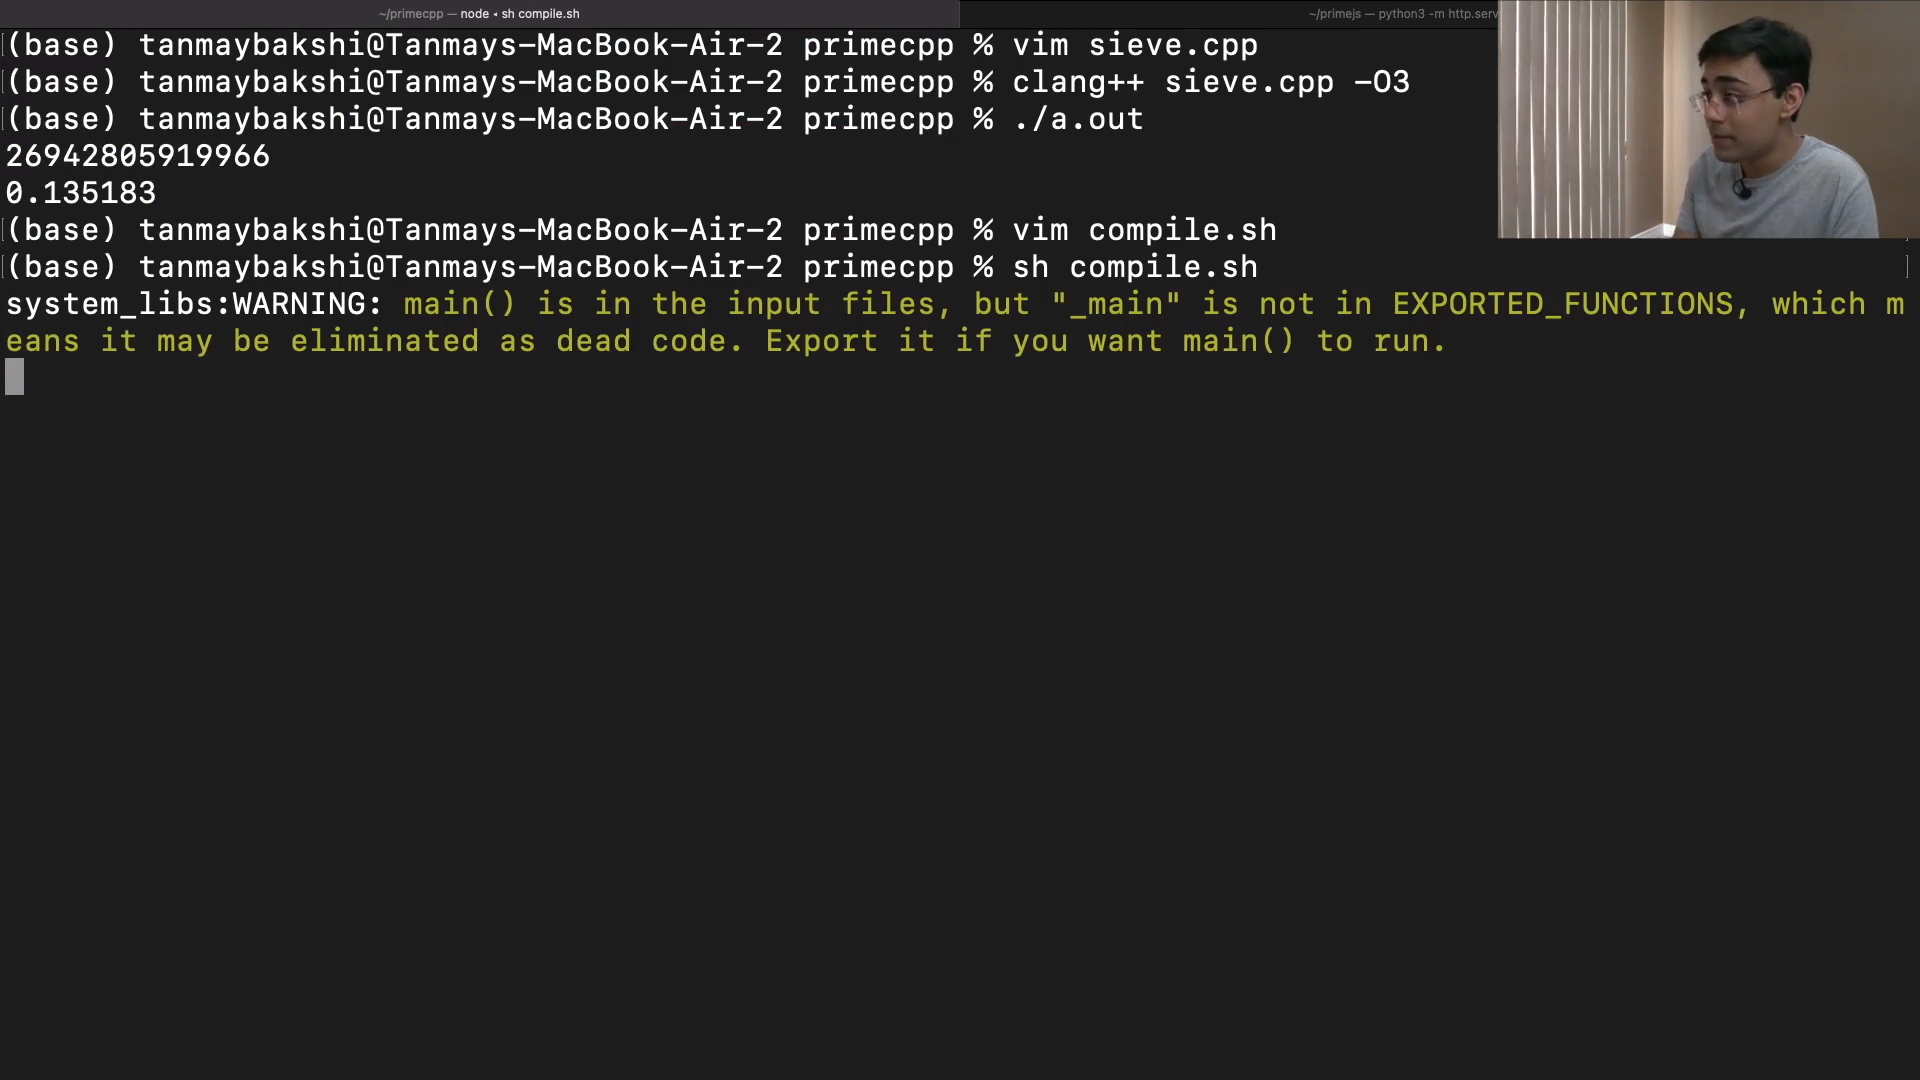 ~/primecpp — node ◂ sh compile.sh
~/primejs — python3 -m http.serv
(base) tanmaybakshi@Tanmays-MacBook-Air-2 primecpp % vim sieve.cpp
(base) tanmaybakshi@Tanmays-MacBook-Air-2 primecpp % clang++ sieve.cpp -O3
(base) tanmaybakshi@Tanmays-MacBook-Air-2 primecpp % ./a.out
26942805919966
0.135183
(base) tanmaybakshi@Tanmays-MacBook-Air-2 primecpp % vim compile.sh
(base) tanmaybakshi@Tanmays-MacBook-Air-2 primecpp % sh compile.sh
system_libs:WARNING: main() is in the input files, but "_main" is not in EXPORTED_FUNCTIONS, which m
eans it may be eliminated as dead code. Export it if you want main() to run.